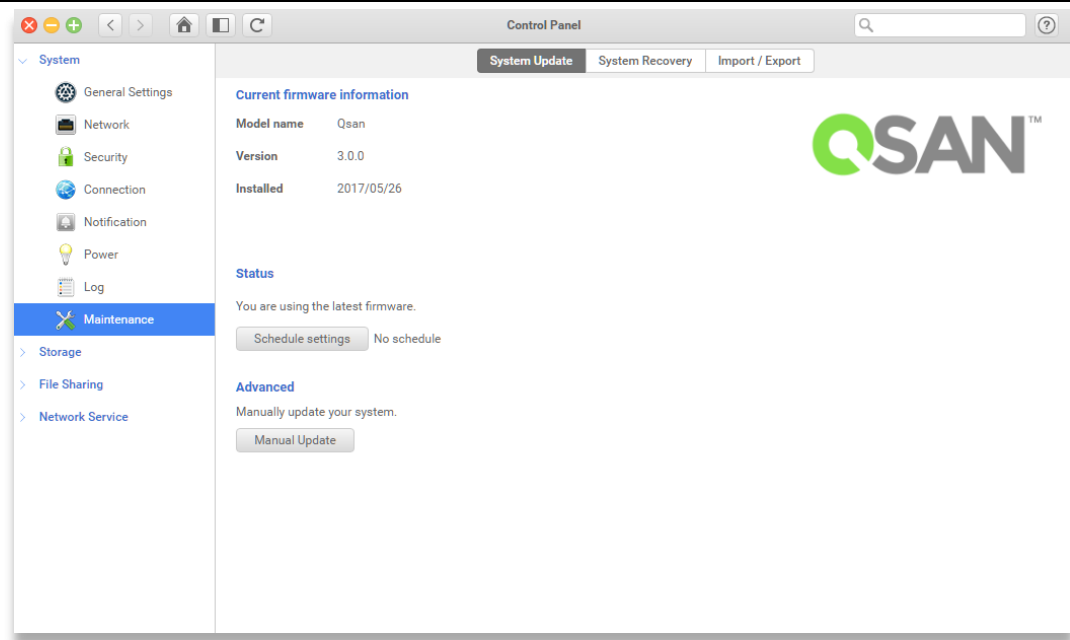 Control Panel
System
General Settings
Network
Security
Connection
Notification
Power
Log
Maintenance
Storage
File Sharing
Network Service
System Update System Recovery Import / Export
Current firmware information
Model name Qsan
Version 3.0.0
Installed 2017/05/26
QSAN™
Status
You are using the latest firmware.
Schedule settings No schedule
Advanced
Manually update your system.
Manual Update